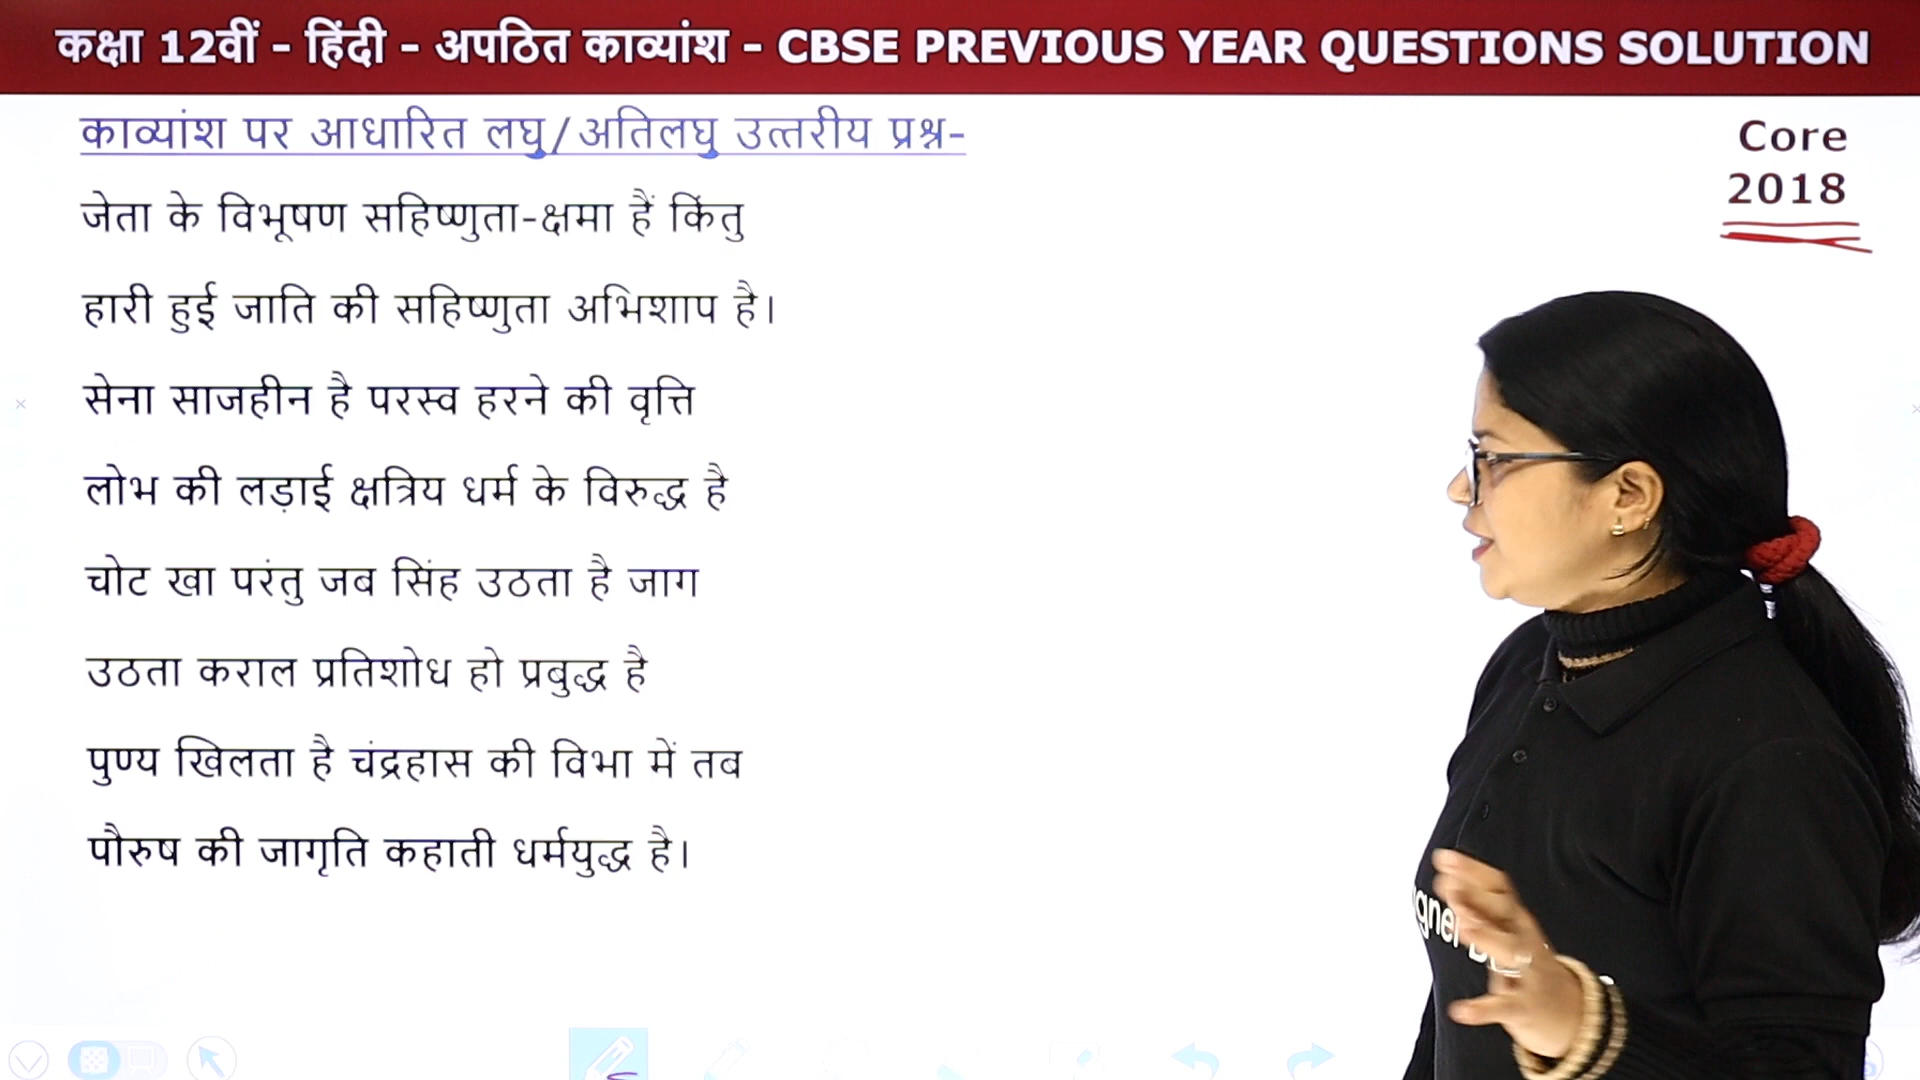 कक्षा 12वीं - हिंदी - अपठित काव्यांश - CBSE PREVIOUS YEAR QUESTIONS SOLUTION
काव्यांश पर आधारित लघु/अतिलघु उत्तरीय प्रश्न-
Core
2018
जेता के विभूषण सहिष्णुता-क्षमा हैं किंतु
हारी हुई जाति की सहिष्णुता अभिशाप है।
सेना साजहीन है परस्व हरने की वृत्ति
लोभ की लड़ाई क्षत्रिय धर्म के विरुद्ध है
चोट खा परंतु जब सिंह उठता है जाग
उठता कराल प्रतिशोध हो प्रबुद्ध है
पुण्य खिलता है चंद्रहास की विभा में तब
पौरुष की जागृति कहाती धर्मयुद्ध है।